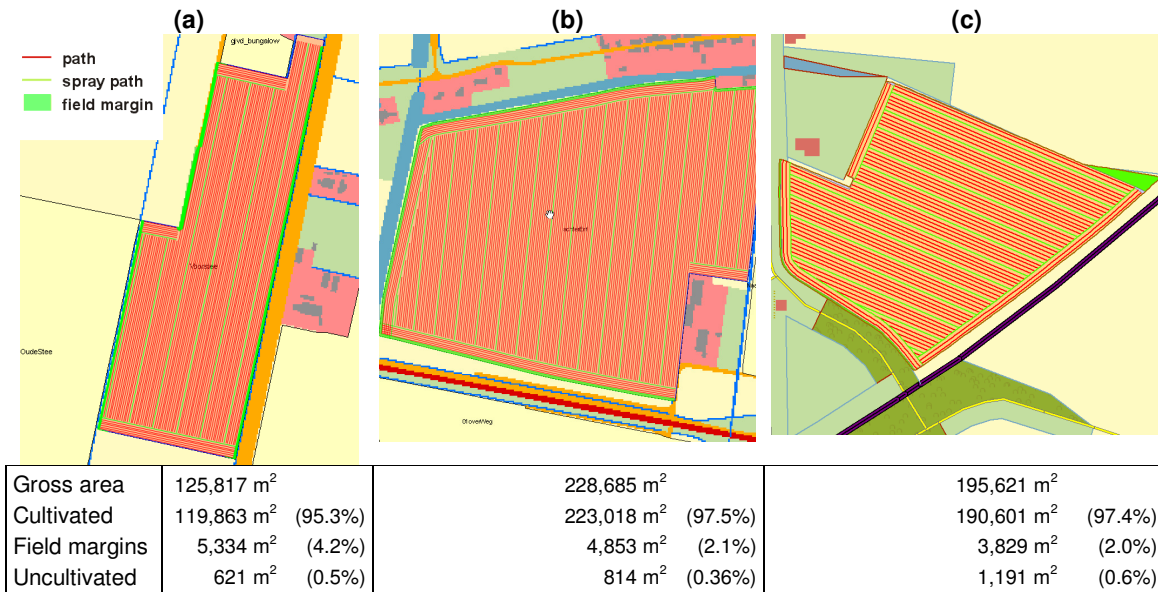 (a) (b) (c)
path
spray path
field margin
glvd_bungalow
Voorstee
OudeStee
achterErf
0loverWeg
Gross area 125,817 m² 228,685 m² 195,621 m²
Cultivated 119,863 m² (95.3%) 223,018 m² (97.5%) 190,601 m² (97.4%)
Field margins 5,334 m² (4.2%) 4,853 m² (2.1%) 3,829 m² (2.0%)
Uncultivated 621 m² (0.5%) 814 m² (0.36%) 1,191 m² (0.6%)